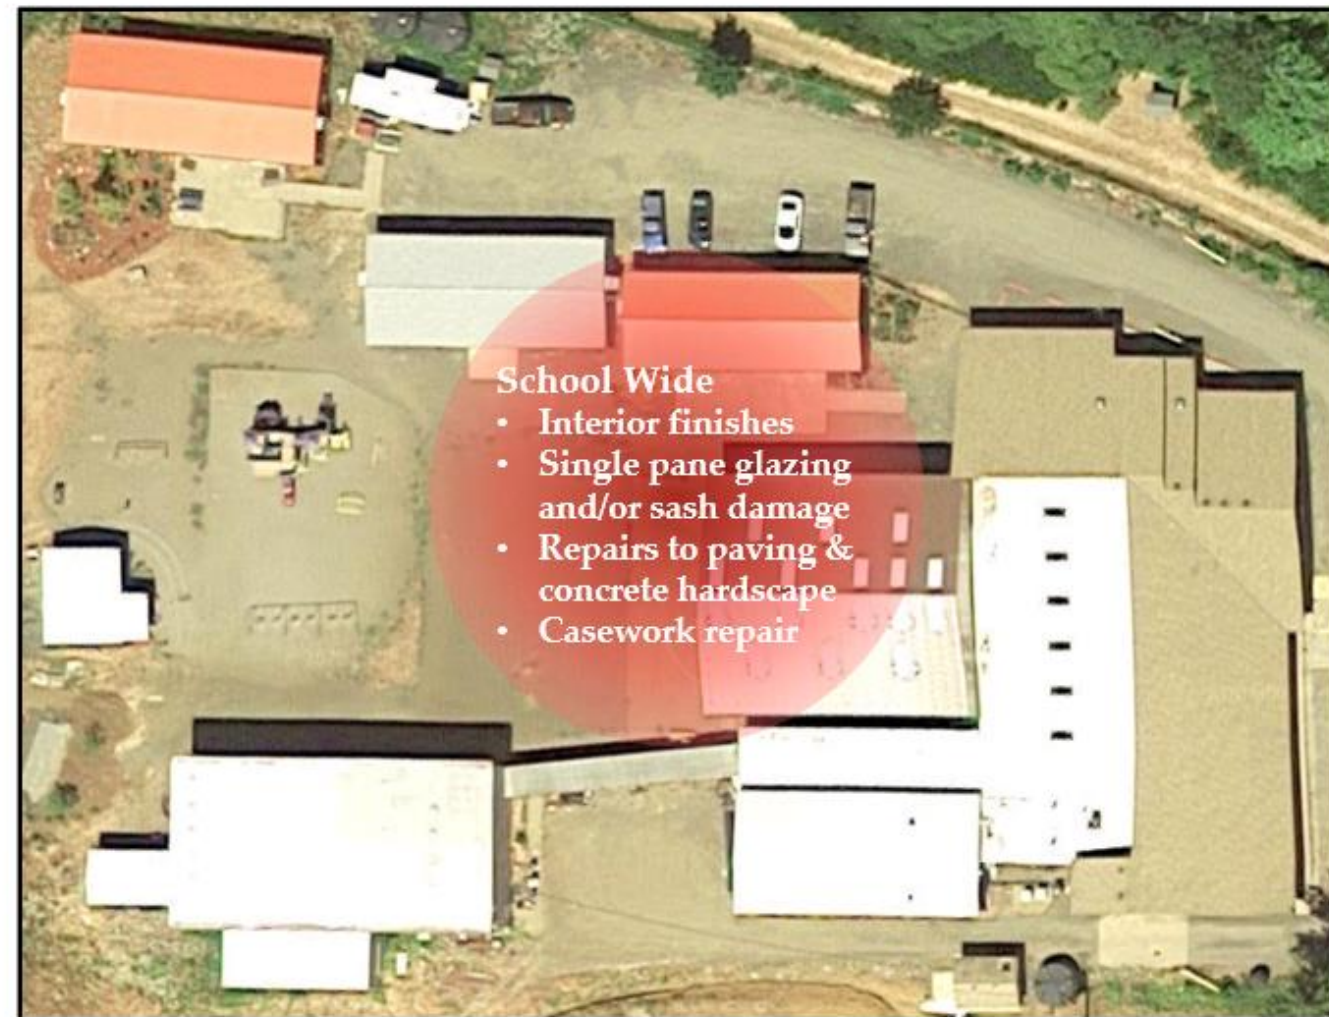 School Wide
• Interior finishes
• Single pane glazing
and/or sash damage
• Repairs to paving &
concrete hardscape
• Casework repair